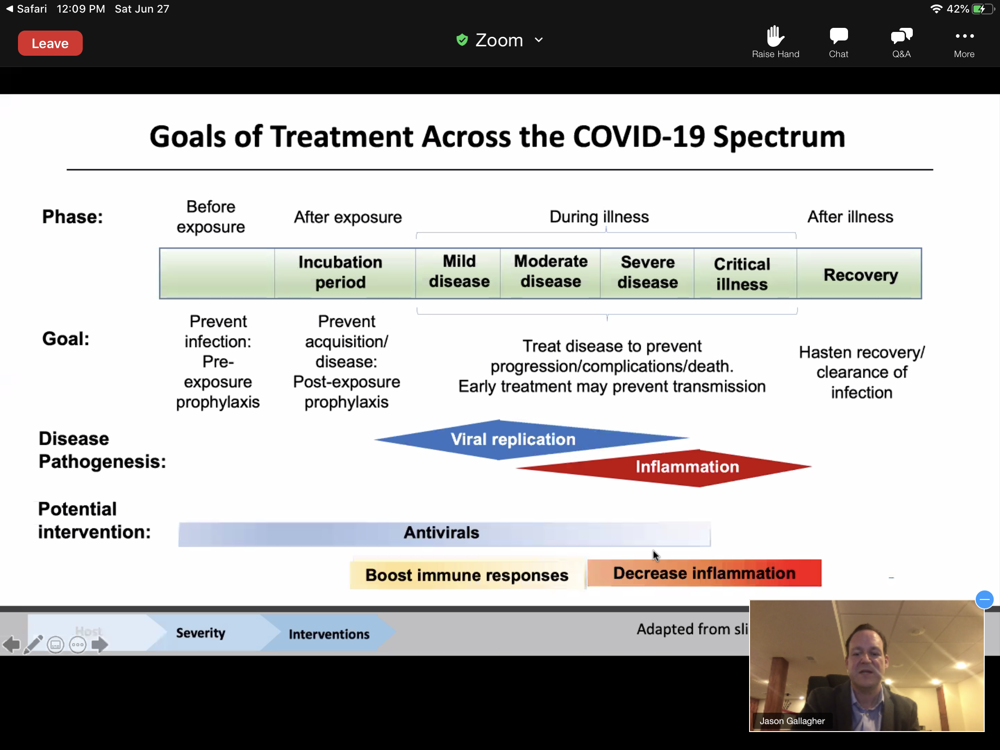 Safari 12:09 PM Sat Jun 27
42%
Leave
Zoom
Raise Hand
Chat
Q&A
More
Goals of Treatment Across the COVID-19 Spectrum
Phase:
Before
exposure
After exposure
During illness
After illness
Incubation
period
Mild
disease
Moderate
disease
Severe
disease
Critical
illness
Recovery
Goal:
Prevent
infection:
Pre-
exposure
prophylaxis
Prevent
acquisition/
disease:
Post-exposure
prophylaxis
Treat disease to prevent
progression/complications/death.
Early treatment may prevent transmission
Hasten recovery/
clearance of
infection
Disease
Pathogenesis:
Viral replication
Inflammation
Potential
intervention:
Antivirals
Boost immune responses
Decrease inflammation
Host
Severity
Interventions
Adapted from sli
Jason Gallagher